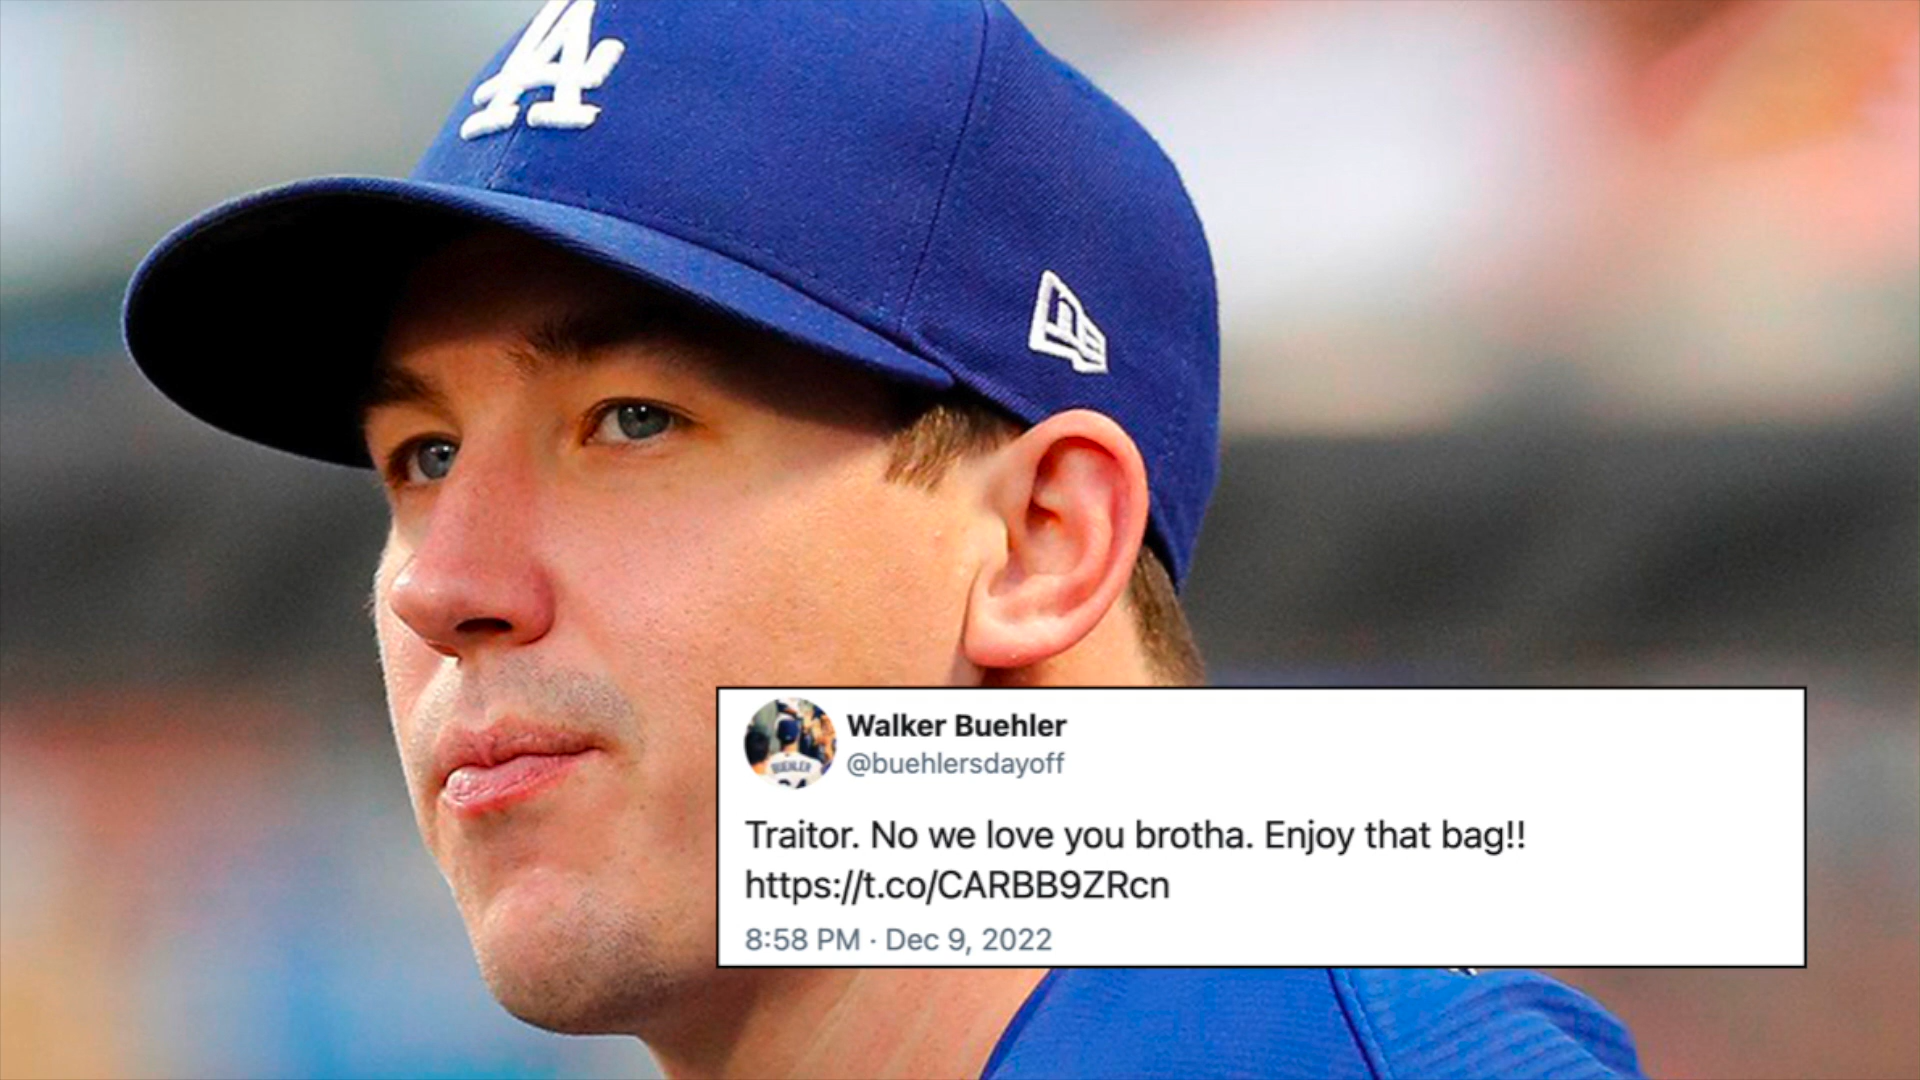 LA
Walker Buehler
@buehlersdayoff
BUEHLER
Traitor. No we love you brotha. Enjoy that bag!!
https://t.co/CARBB9ZRcn
8:58 PM · Dec 9, 2022